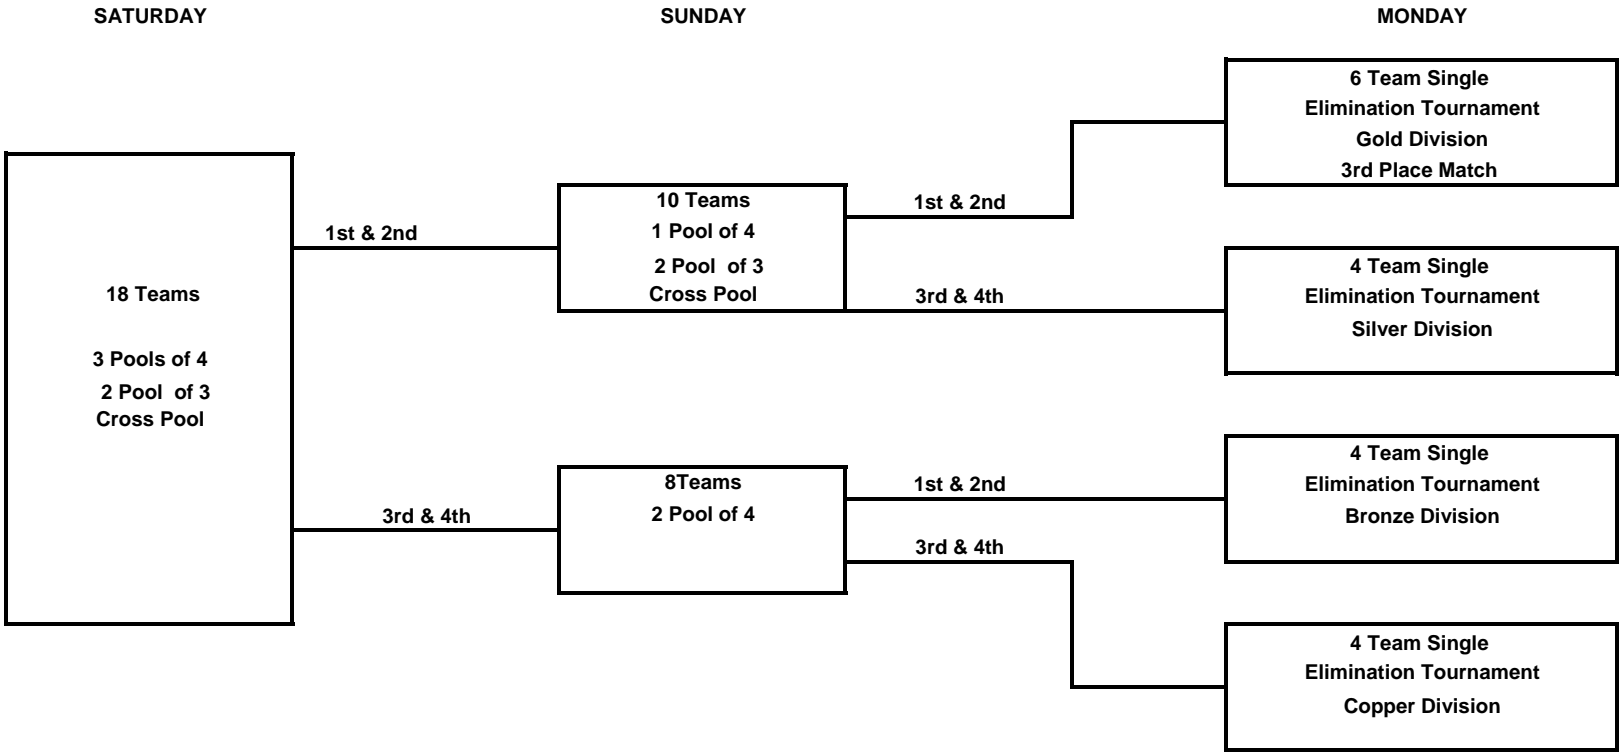 SATURDAY
SUNDAY
MONDAY
18 Teams
3 Pools of 4
2 Pool of 3
Cross Pool
1st & 2nd
3rd & 4th
10 Teams
1 Pool of 4
2 Pool of 3
Cross Pool
1st & 2nd
3rd & 4th
8Teams
2 Pool of 4
1st & 2nd
3rd & 4th
6 Team Single
Elimination Tournament
Gold Division
3rd Place Match
4 Team Single
Elimination Tournament
Silver Division
4 Team Single
Elimination Tournament
Bronze Division
4 Team Single
Elimination Tournament
Copper Division